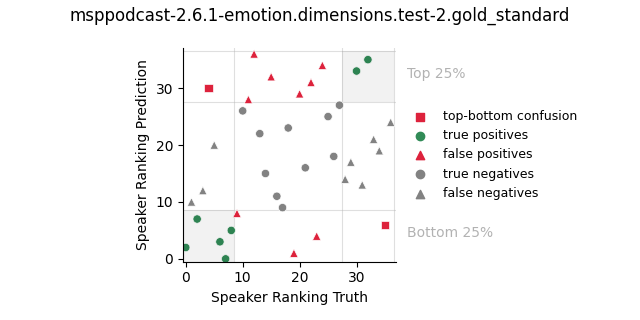 msppodcast-2.6.1-emotion.dimensions.test-2.gold_standard
Speaker Ranking Prediction
30
20
10
0
0
10
20
30
Speaker Ranking Truth
Top 25%
top-bottom confusion
true positives
false positives
true negatives
false negatives
Bottom 25%